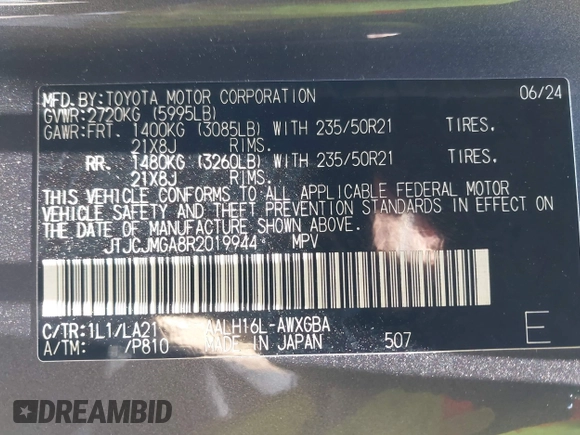 MFD.BY:TOYOTA MOTOR CORPORATION 06/24
GVWR:2720KG (5995LB)
GAWR:FRT. 1400KG (3085LB) WITH 235/50R21 TIRES.
21X8J RIMS.
RR. 1480KG (3260LB) WITH 235/50R21 TIRES.
21X8J RIMS.
THIS VEHICLE CONFORMS TO ALL APPLICABLE FEDERAL MOTOR
VEHICLE SAFETY AND THEFT PREVENTION STANDARDS IN EFFECT ON
THE DATE OF MANUFACTURE SHOWN ABOVE.
JTJCJMGA8R2019944 MPV
C/TR:1L1/LA21 AALH16L-AWXGBA
A/TM: /P810 MADE IN JAPAN 507 E
DREAMBID